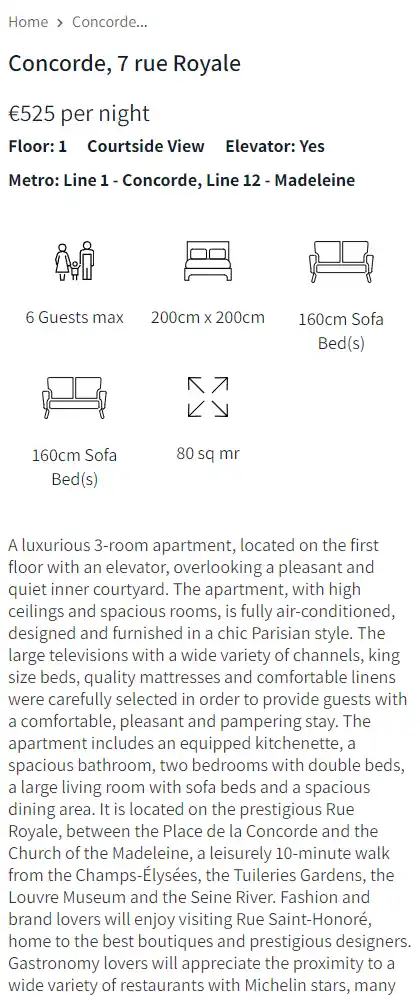 Home > Concorde...
Concorde, 7 rue Royale
€525 per night
Floor: 1 Courtside View Elevator: Yes
Metro: Line 1 - Concorde, Line 12 - Madeleine
6 Guests max 200cm x 200cm 160cm Sofa Bed(s)
160cm Sofa Bed(s) 80 sq mr
A luxurious 3-room apartment, located on the first
floor with an elevator, overlooking a pleasant and
quiet inner courtyard. The apartment, with high
ceilings and spacious rooms, is fully air-conditioned,
designed and furnished in a chic Parisian style. The
large televisions with a wide variety of channels, king
size beds, quality mattresses and comfortable linens
were carefully selected in order to provide guests with
a comfortable, pleasant and pampering stay. The
apartment includes an equipped kitchenette, a
spacious bathroom, two bedrooms with double beds,
a large living room with sofa beds and a spacious
dining area. It is located on the prestigious Rue
Royale, between the Place de la Concorde and the
Church of the Madeleine, a leisurely 10-minute walk
from the Champs-Élysées, the Tuileries Gardens, the
Louvre Museum and the Seine River. Fashion and
brand lovers will enjoy visiting Rue Saint-Honoré,
home to the best boutiques and prestigious designers.
Gastronomy lovers will appreciate the proximity to a
wide variety of restaurants with Michelin stars, many